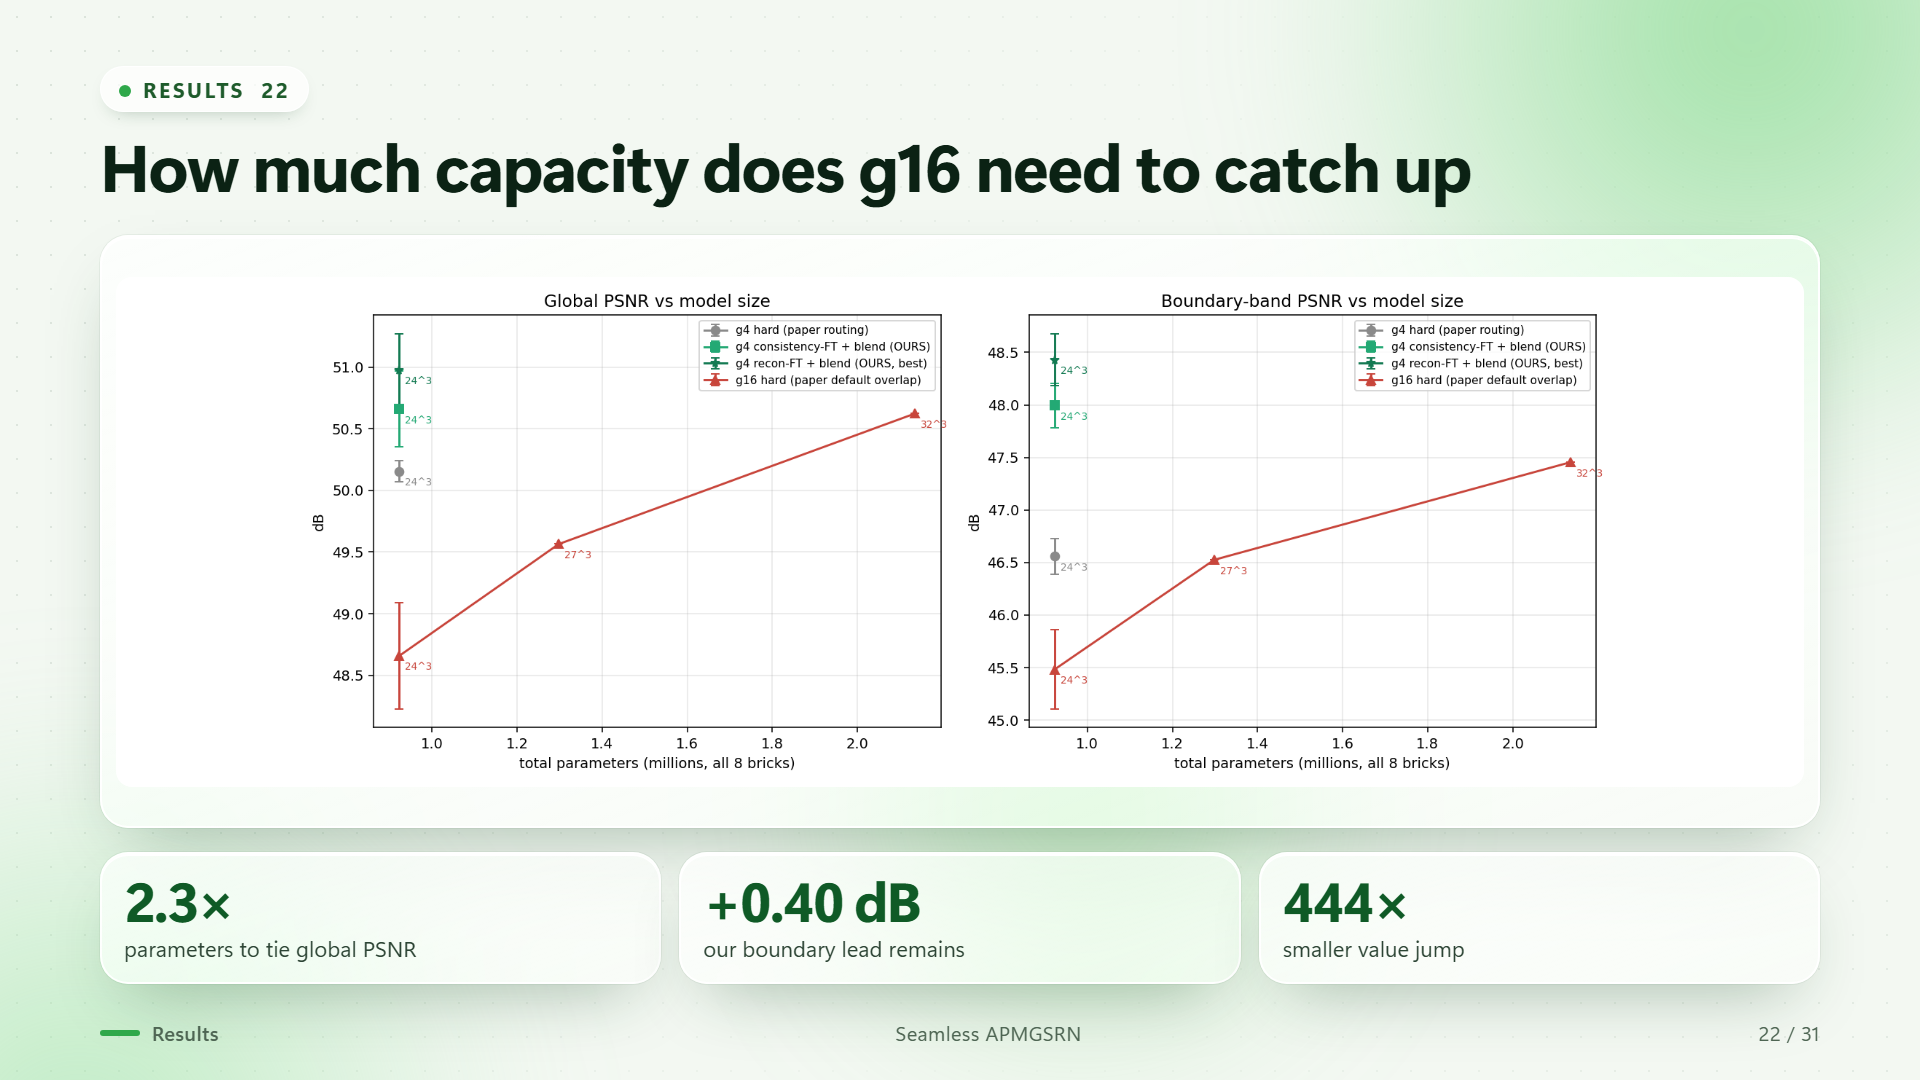 RESULTS 22
How much capacity does g16 need to catch up
Global PSNR vs model size
g4 hard (paper routing)
g4 consistency-FT + blend (OURS)
g4 recon-FT + blend (OURS, best)
g16 hard (paper default overlap)
51.0
50.5
50.0
49.5
49.0
48.5
dB
24^3
24^3
24^3
24^3
27^3
32^3
1.0
1.2
1.4
1.6
1.8
2.0
total parameters (millions, all 8 bricks)
Boundary-band PSNR vs model size
g4 hard (paper routing)
g4 consistency-FT + blend (OURS)
g4 recon-FT + blend (OURS, best)
g16 hard (paper default overlap)
48.5
48.0
47.5
47.0
46.5
46.0
45.5
45.0
dB
24^3
24^3
24^3
24^3
27^3
32^3
1.0
1.2
1.4
1.6
1.8
2.0
total parameters (millions, all 8 bricks)
2.3×
parameters to tie global PSNR
+0.40 dB
our boundary lead remains
444×
smaller value jump
Results
Seamless APMGSRN
22 / 31